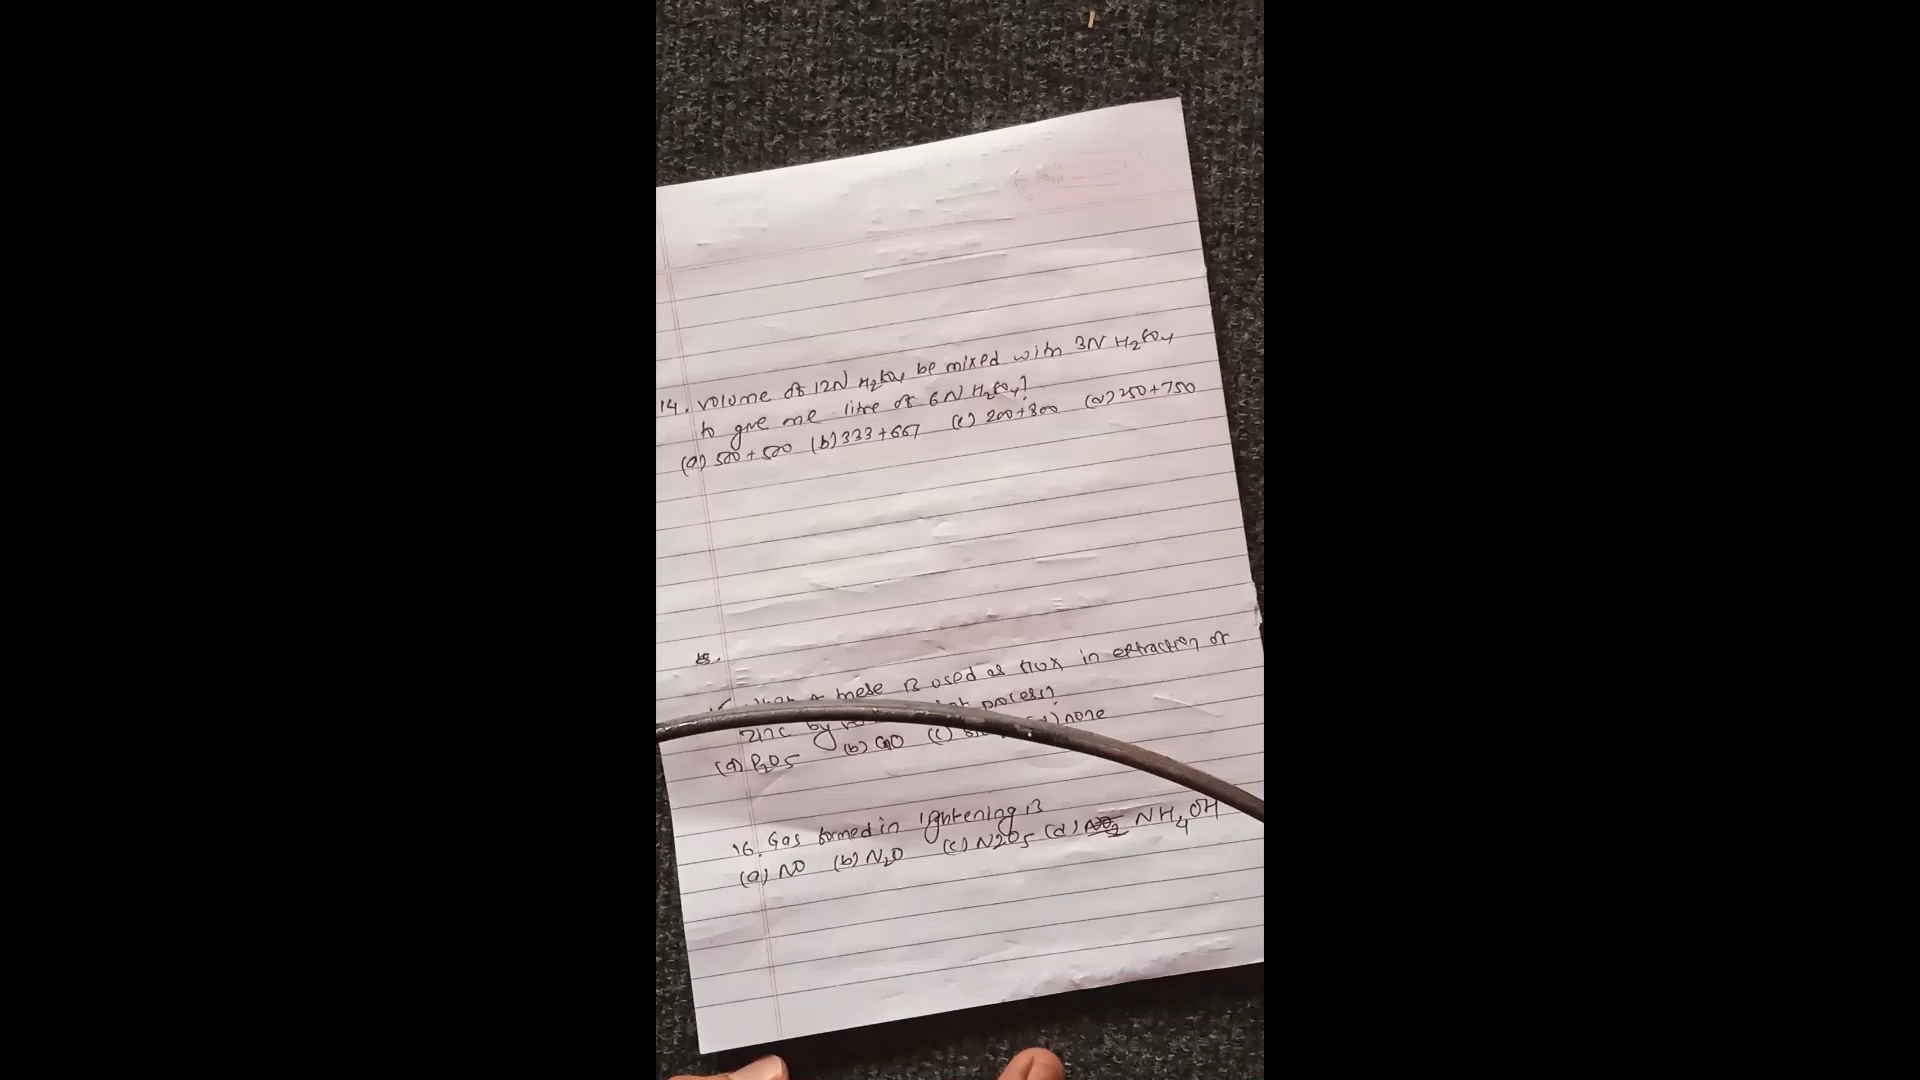 14. volume of 12N H2SO4 be mixed with 3N H2SO4
to give one litre of 6N H2SO4?
(a) 500 + 500 (b) 333 + 667 (c) 200 + 800 (d) 250 + 750
15.
these is used as flux in extraction of
zinc by process?
(a) P2O5 (b) CaO (c) (d) none
16. Gas formed in lightening is
(a) NO (b) N2O (c) N2O5 (d) NH4OH